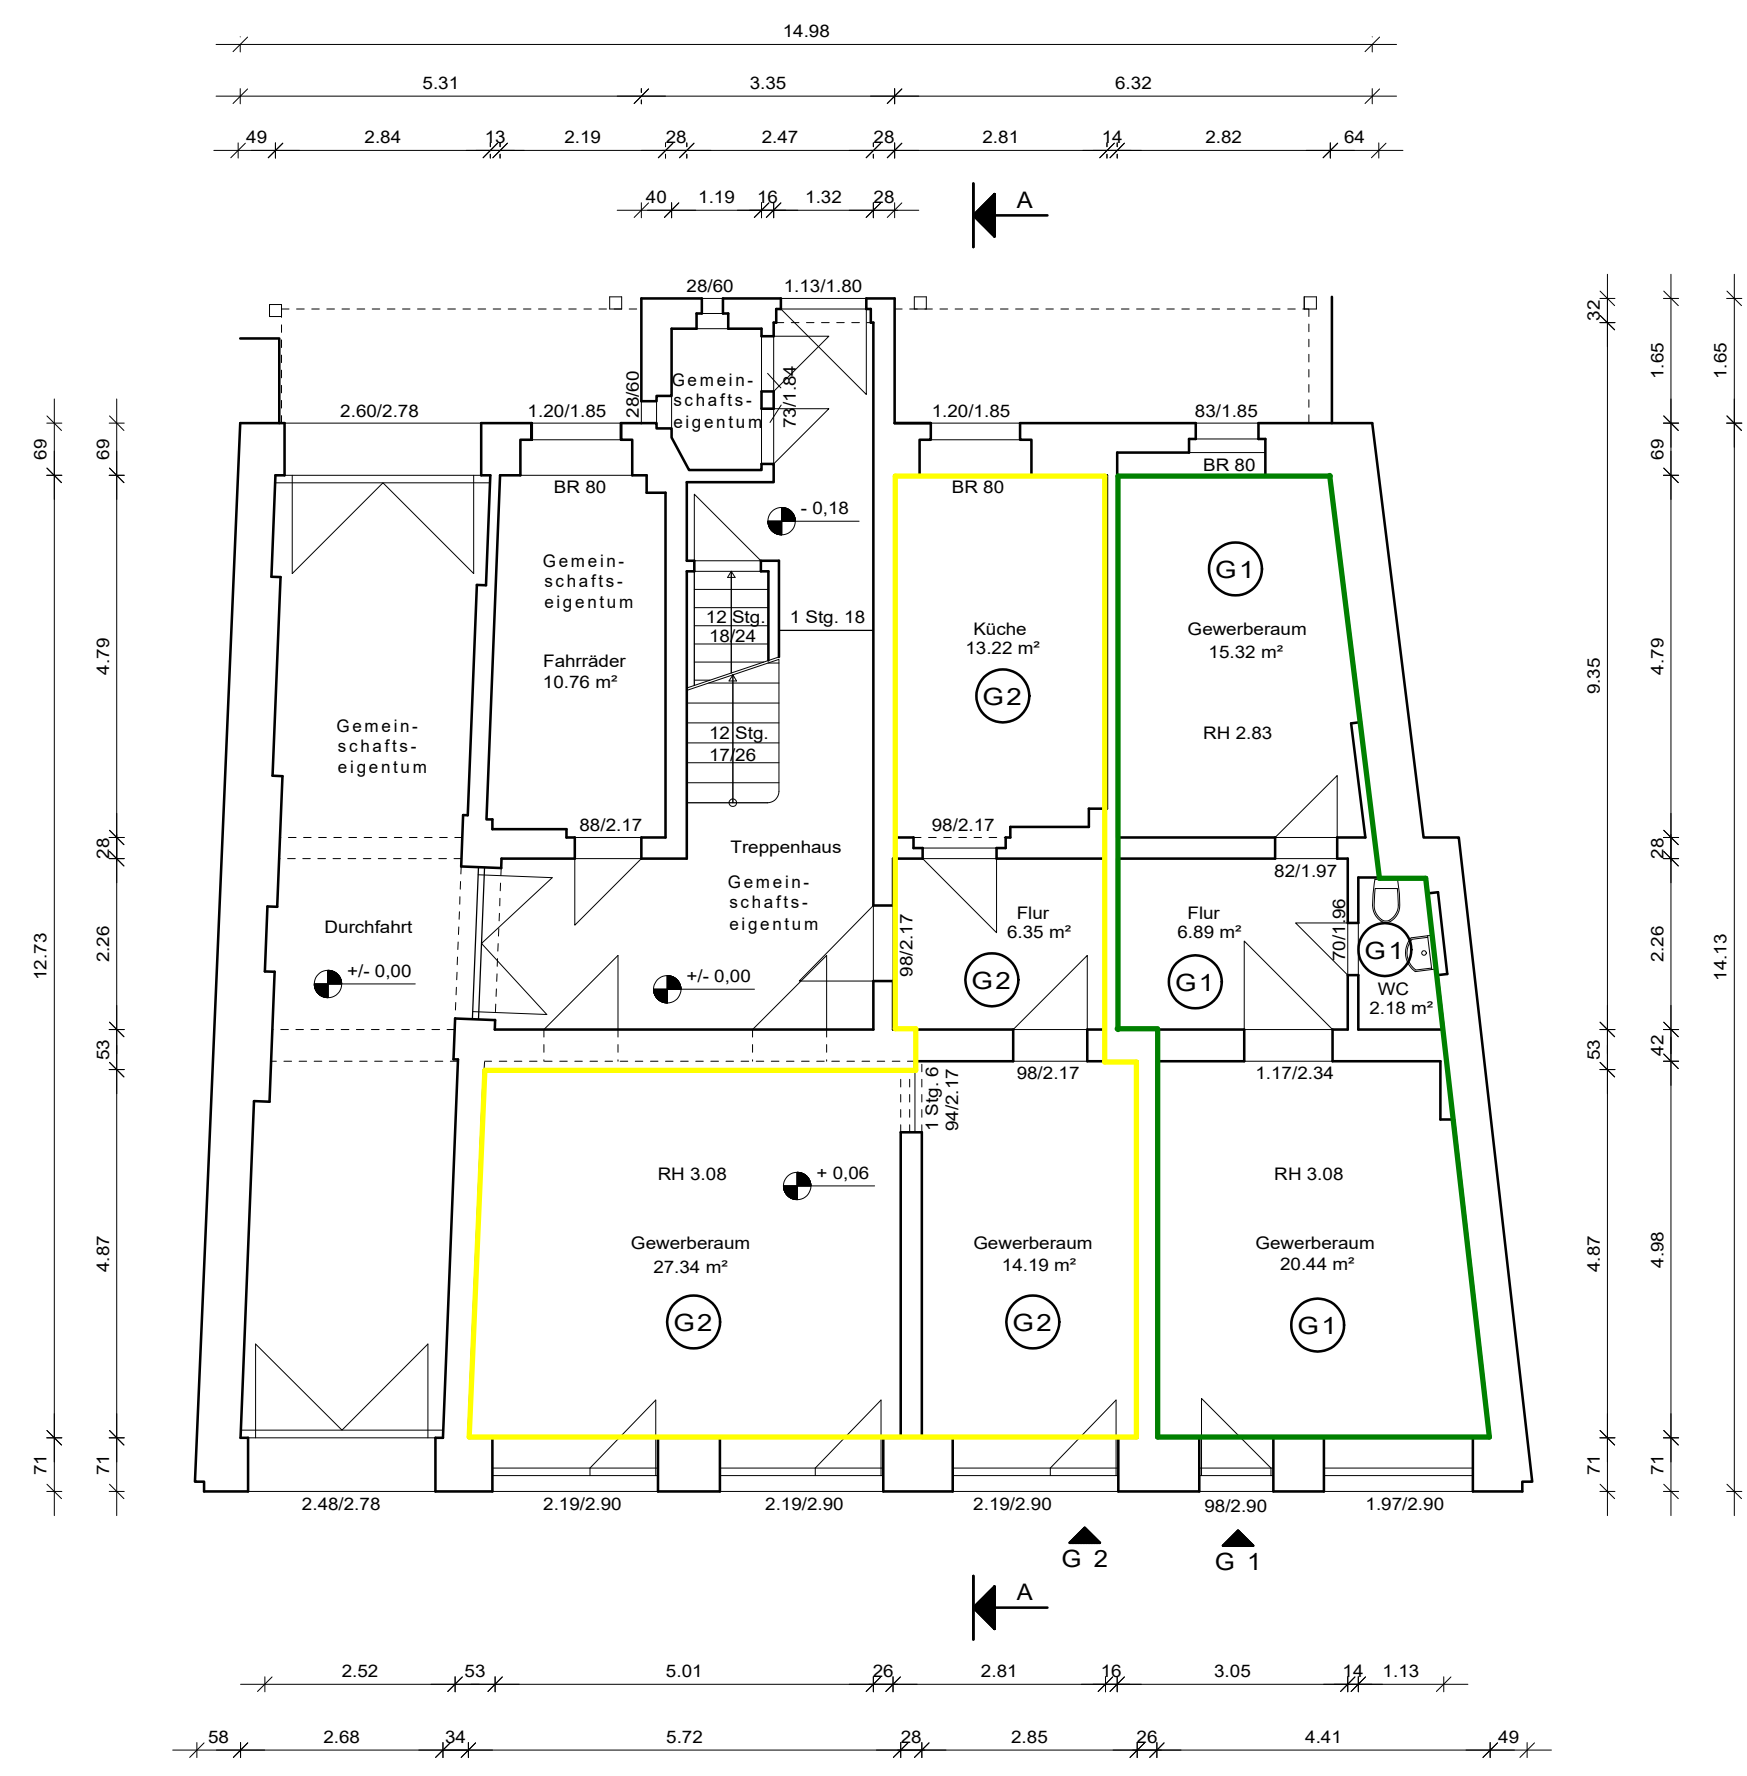 14.98
5.31 3.35 6.32
49 2.84 13 2.19 28 2.47 28 2.81 14 2.82 64
40 1.19 16 1.32 28
A
28/60 1.13/1.80
32
1.65
1.65
28/60
73/1.84
Gemein-
schafts-
eigentum
2.60/2.78 1.20/1.85 1.20/1.85 83/1.85
69
69
69
BR 80 BR 80 BR 80
- 0,18
Gemein-
schafts-
eigentum
G1
12 Stg.
18/24
1 Stg. 18
Küche
13.22 m²
G2
Gewerberaum
15.32 m²
Fahrräder
10.76 m²
4.79
9.35
4.79
Gemein-
schafts-
eigentum
12 Stg.
17/26
RH 2.83
88/2.17
98/2.17
28
28
Treppenhaus
Gemein-
schafts-
eigentum
82/1.97
Durchfahrt
+/- 0,00
+/- 0,00
98/2.17
Flur
6.35 m²
G2
Flur
6.89 m²
G1
70/1.96
G1
WC
2.18 m²
12.73
2.26
2.26
14.13
53
53
42
1 Stg. 6
94/2.17
98/2.17
1.17/2.34
RH 3.08
+ 0,06
RH 3.08
Gewerberaum
27.34 m²
G2
Gewerberaum
14.19 m²
G2
Gewerberaum
20.44 m²
G1
4.87
4.87
4.98
71
71
71
71
2.48/2.78 2.19/2.90 2.19/2.90 2.19/2.90 98/2.90 1.97/2.90
G 2 G 1
A
2.52 53 5.01 26 2.81 16 3.05 14 1.13
58 2.68 34 5.72 28 2.85 26 4.41 49